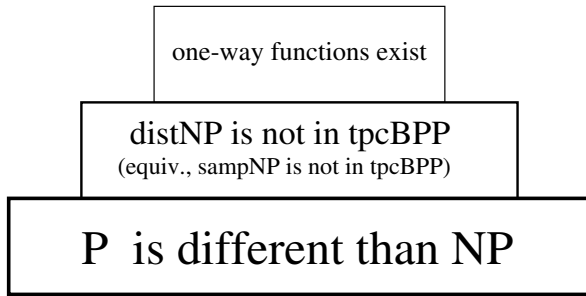 one-way functions exist
distNP is not in tpcBPP
(equiv., sampNP is not in tpcBPP)
P is different than NP